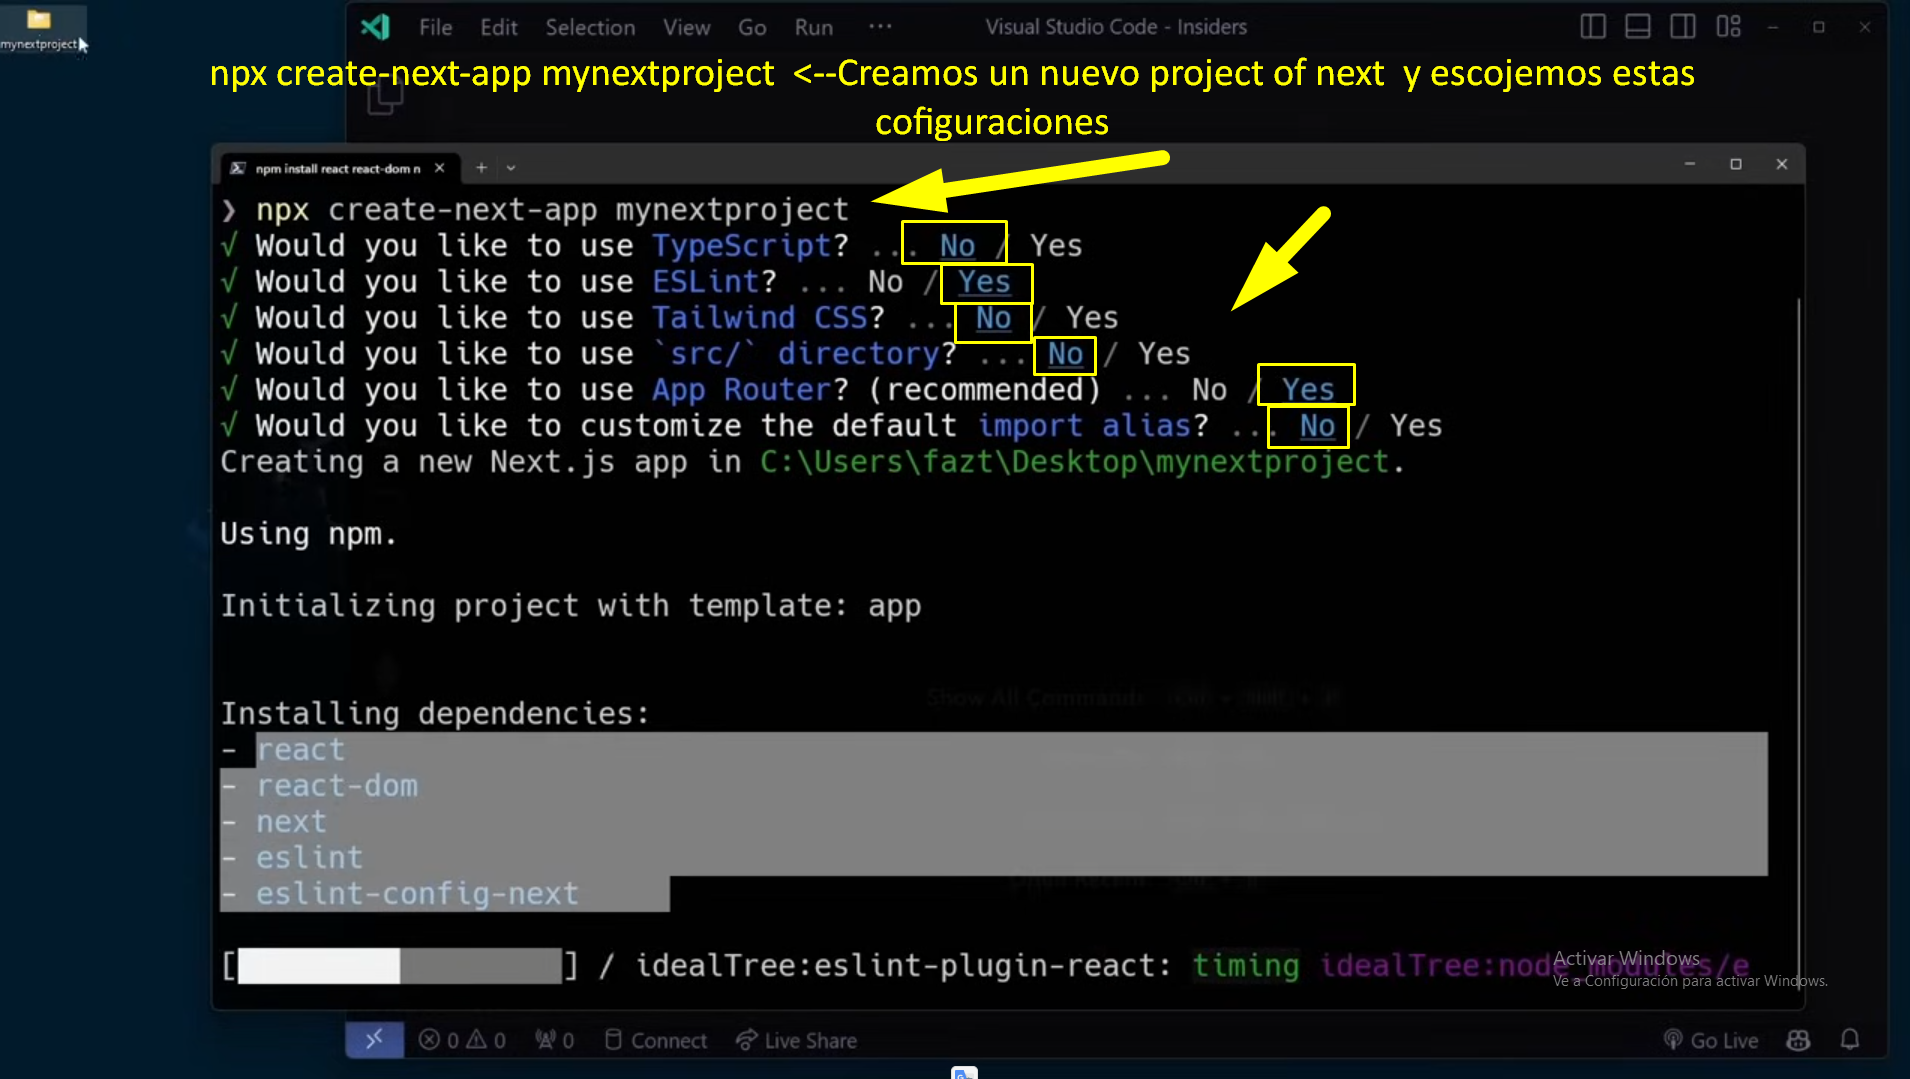 mynextproject
File Edit Selection View Go Run ··· Visual Studio Code - Insiders
npx create-next-app mynextproject <--Creamos un nuevo project of next y escojemos estas
cofiguraciones
npm install react react-dom n
❯ npx create-next-app mynextproject
√ Would you like to use TypeScript? ... No / Yes
√ Would you like to use ESLint? ... No / Yes
√ Would you like to use Tailwind CSS? ... No / Yes
√ Would you like to use `src/` directory? ... No / Yes
√ Would you like to use App Router? (recommended) ... No / Yes
√ Would you like to customize the default import alias? ... No / Yes
Creating a new Next.js app in C:\Users\fazt\Desktop\mynextproject.
Using npm.
Initializing project with template: app
Show All Commands
Installing dependencies:
- react
- react-dom
- next
- eslint
- eslint-config-next
[ ] / idealTree:eslint-plugin-react: timing idealTree:node_modules/e
Activar Windows
Ve a Configuración para activar Windows.
0 0 0 Connect Live Share Go Live